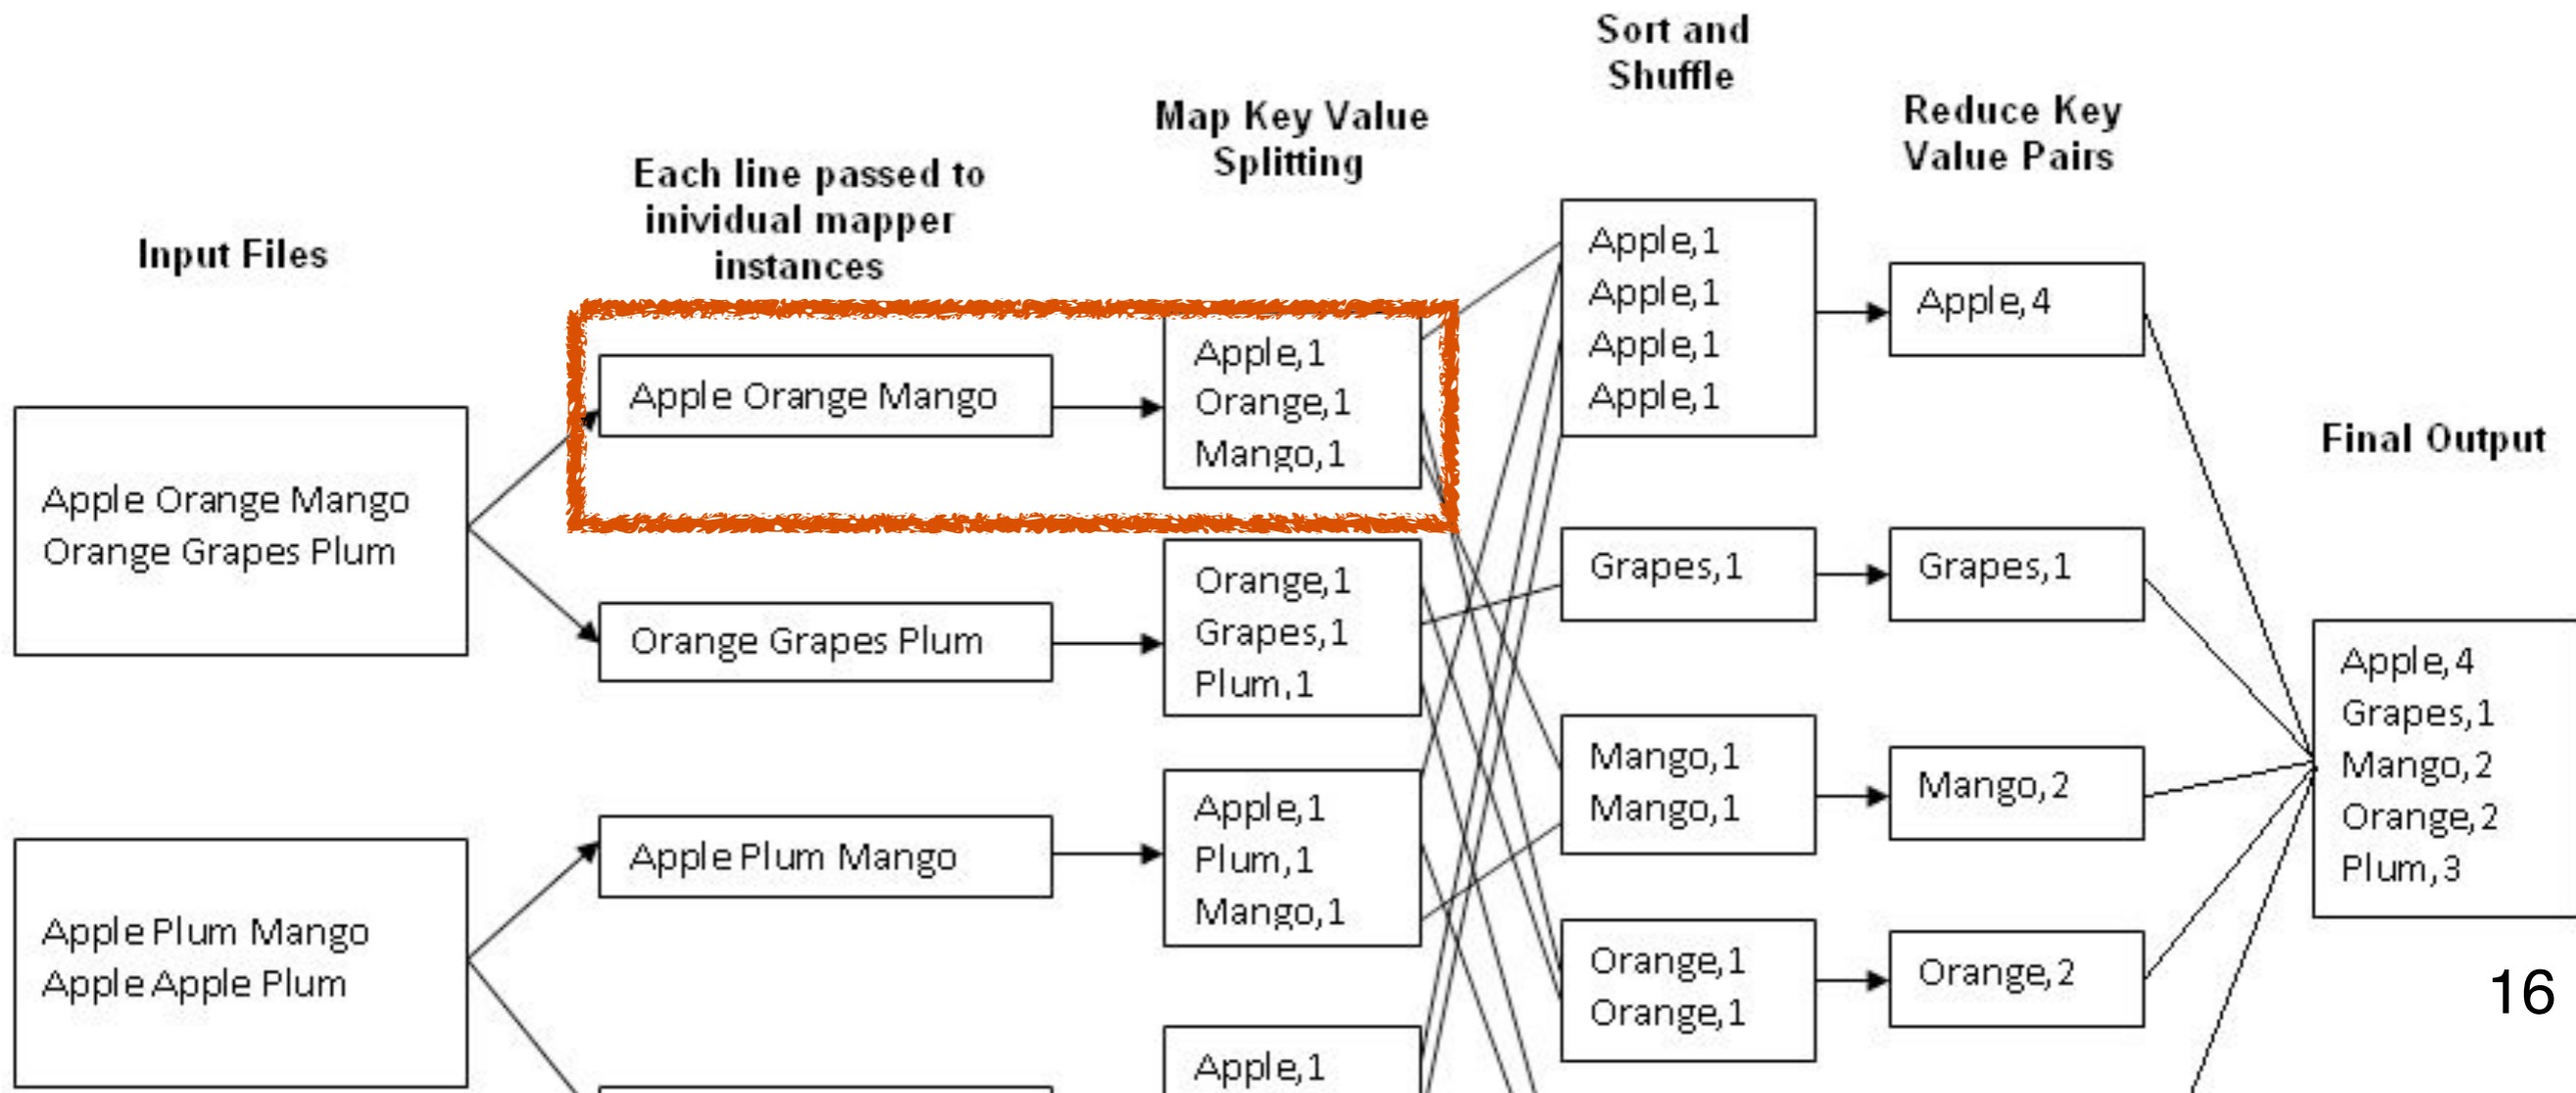 Input Files
Each line passed to
inividual mapper
instances
Map Key Value
Splitting
Sort and
Shuffle
Reduce Key
Value Pairs
Final Output
Apple Orange Mango
Orange Grapes Plum
Apple Plum Mango
Apple Apple Plum
Apple Orange Mango
Orange Grapes Plum
Apple Plum Mango
Apple,1
Orange,1
Mango,1
Orange,1
Grapes,1
Plum,1
Apple,1
Plum,1
Mango,1
Apple,1
Apple,1
Apple,1
Apple,1
Apple,1
Grapes,1
Mango,1
Mango,1
Orange,1
Orange,1
Apple,4
Grapes,1
Mango,2
Orange,2
Apple,4
Grapes,1
Mango,2
Orange,2
Plum,3
16